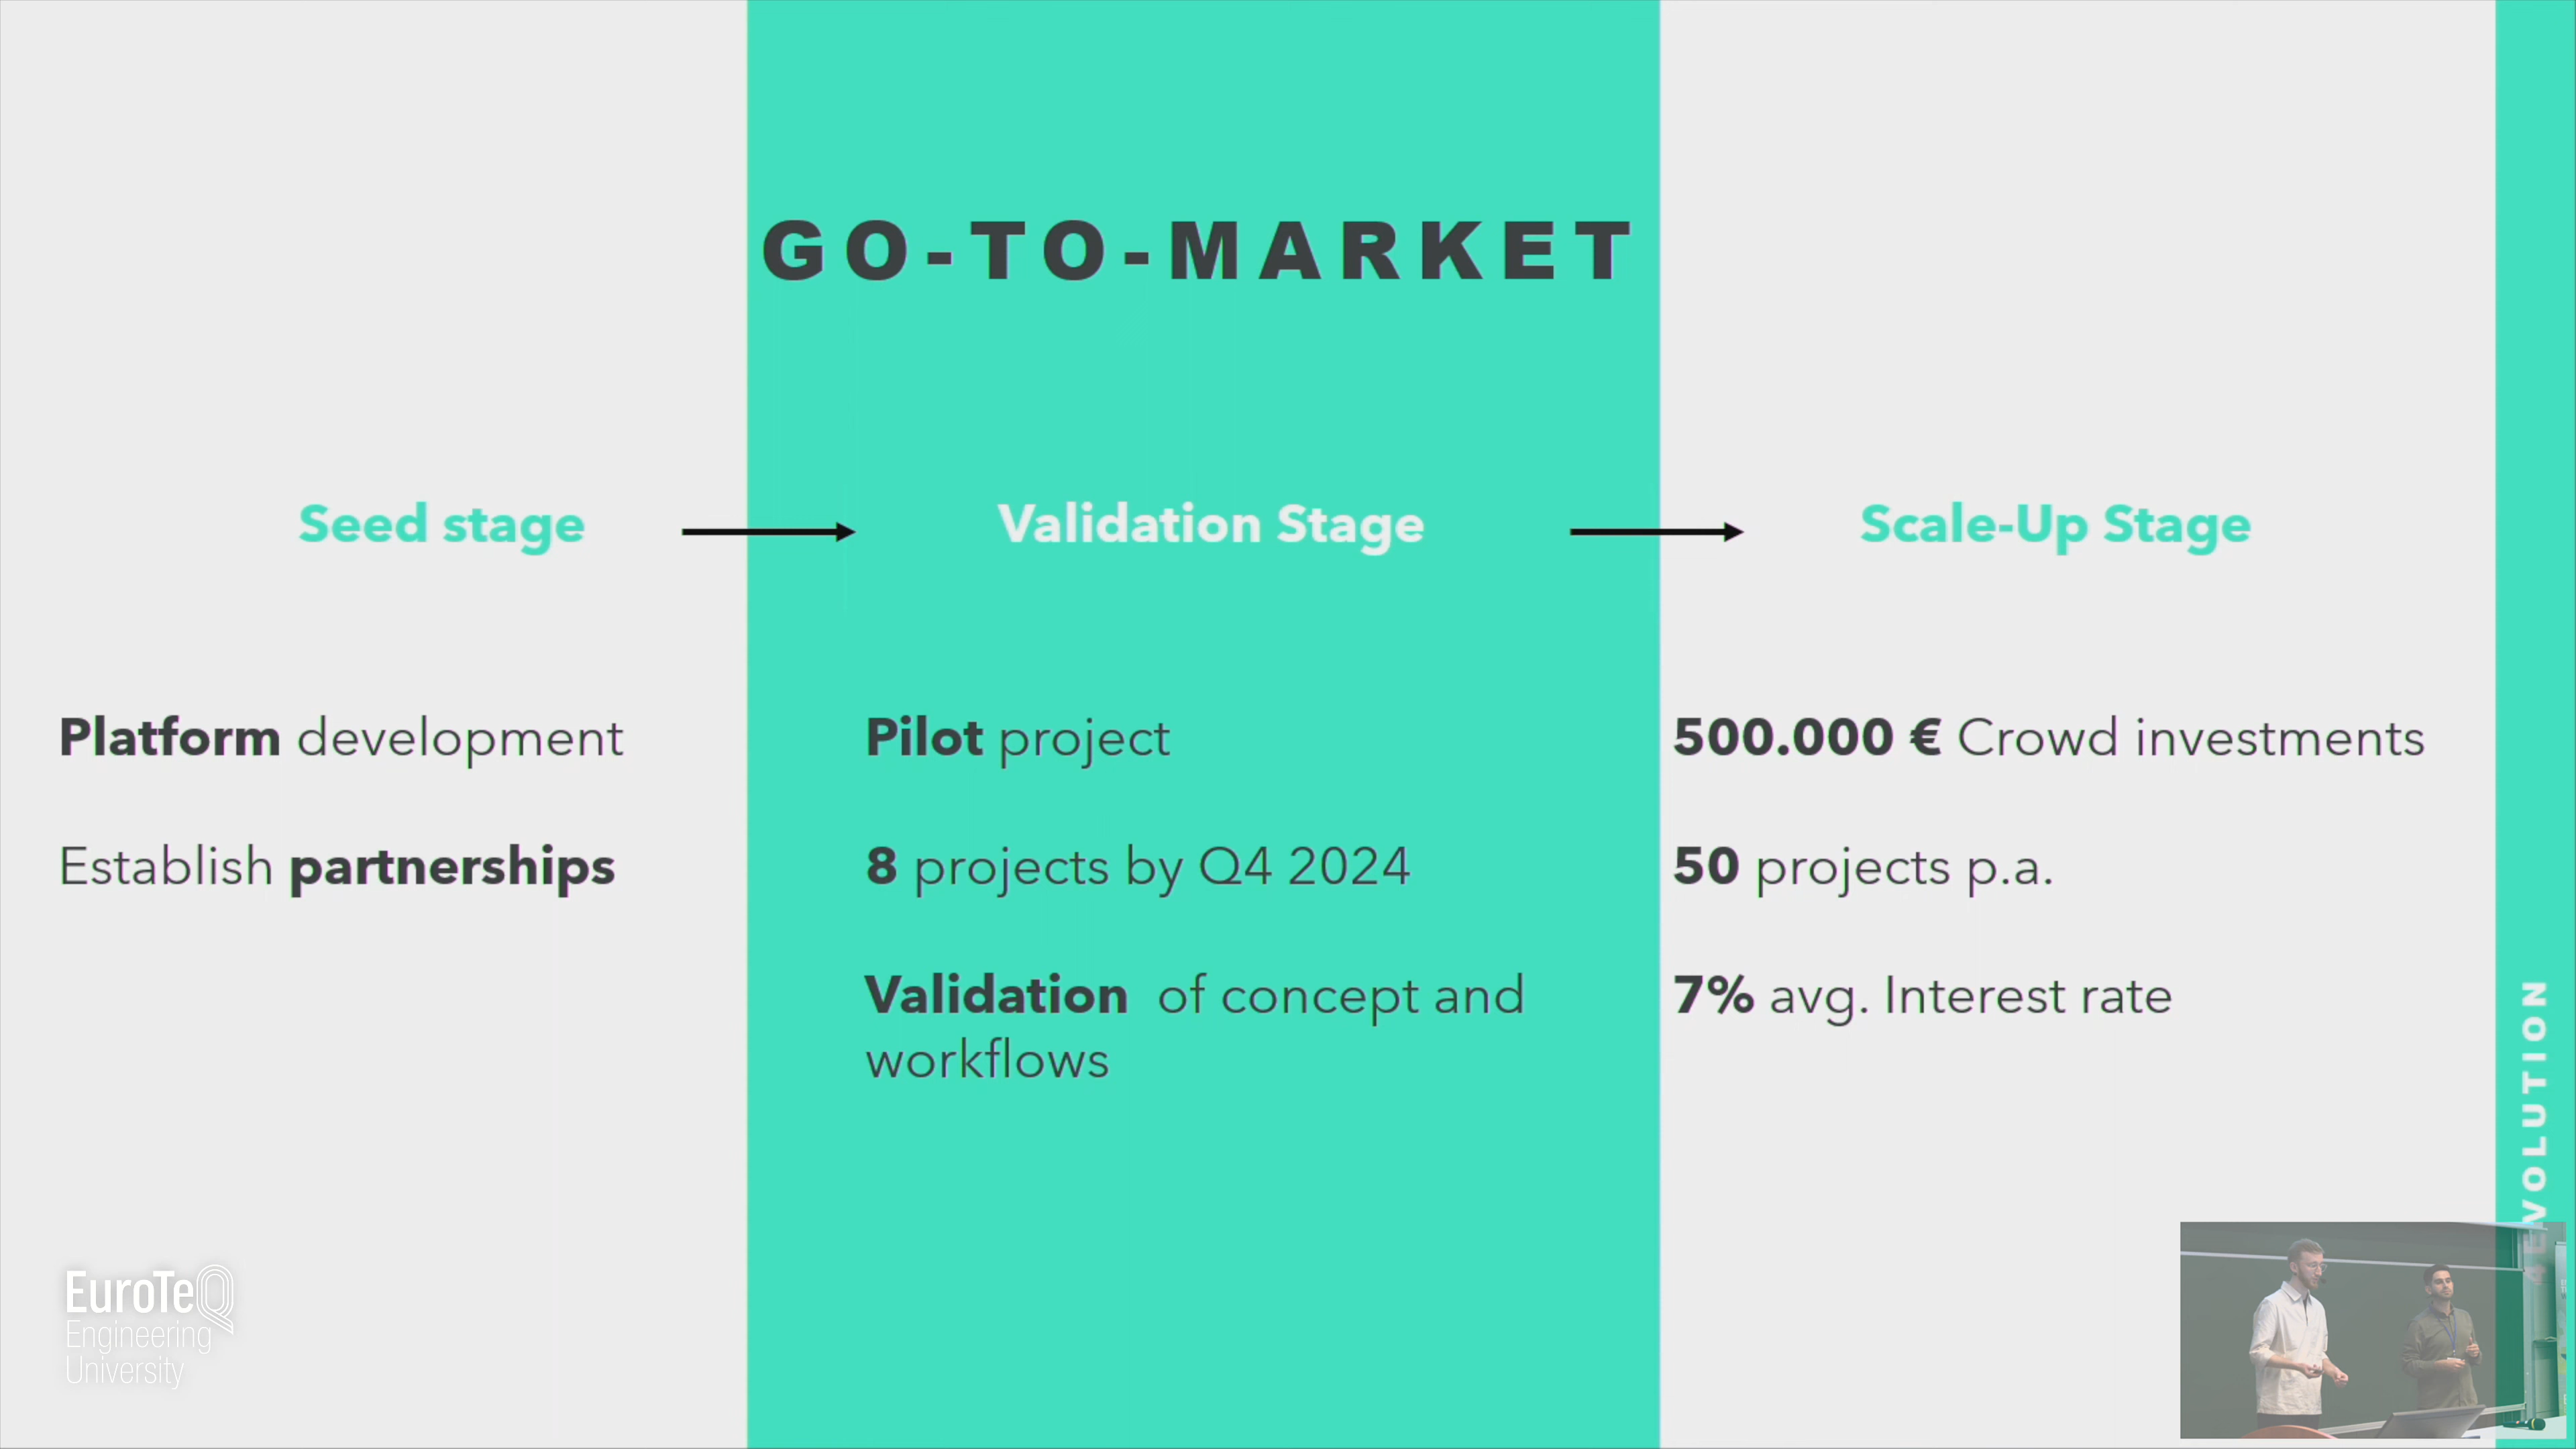 GO-TO-MARKET
Seed stage
Validation Stage
Scale-Up Stage
Platform development
Establish partnerships
Pilot project
8 projects by Q4 2024
Validation of concept and
workflows
500.000 € Crowd investments
50 projects p.a.
7% avg. Interest rate
EuroTeQ
Engineering
University